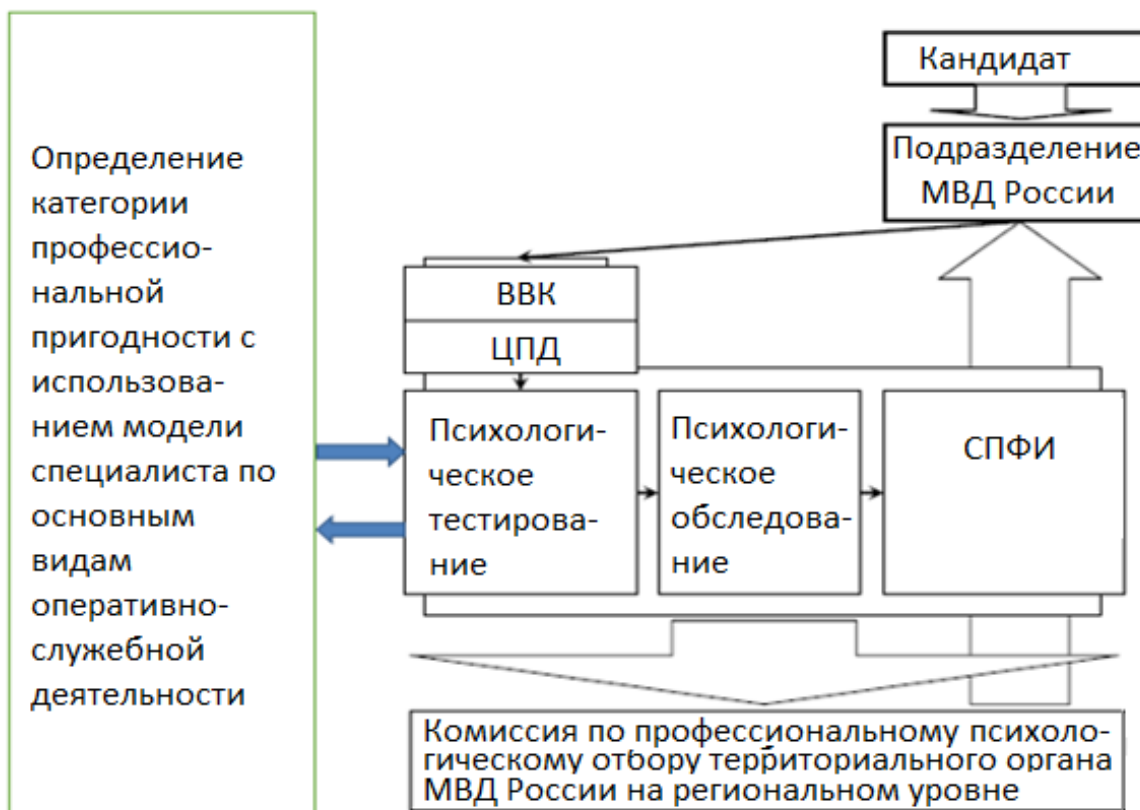 Определение
категории
профессио-
нальной
пригодности с
использова-
нием модели
специалиста по
основным
видам
оперативно-
служебной
деятельности
Кандидат
Подразделение
МВД России
ВВК
ЦПД
Психологи-
ческое
тестирова-
ние
Психологи-
ческое
обследова-
ние
СПФИ
Комиссия по профессиональному психоло-
гическому отбору территориального органа
МВД России на региональном уровне